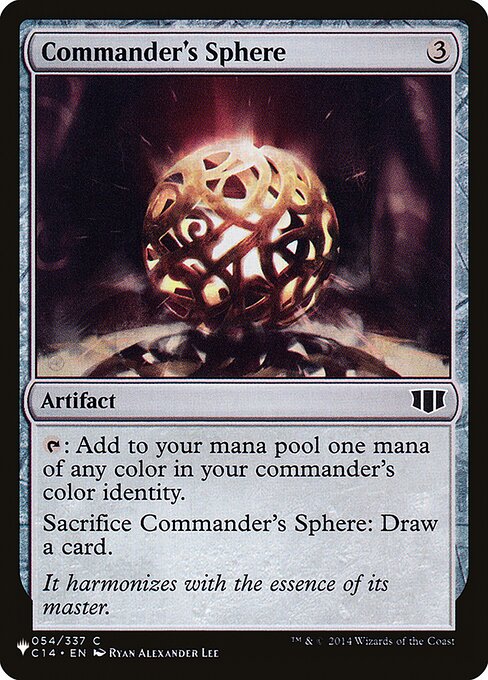 Commander's Sphere 3
Artifact
: Add to your mana pool one mana
of any color in your commander's
color identity.
Sacrifice Commander's Sphere: Draw
a card.
It harmonizes with the essence of its
master.
054/337 C
C14 • EN Ryan Alexander Lee
™ & © 2014 Wizards of the Coast